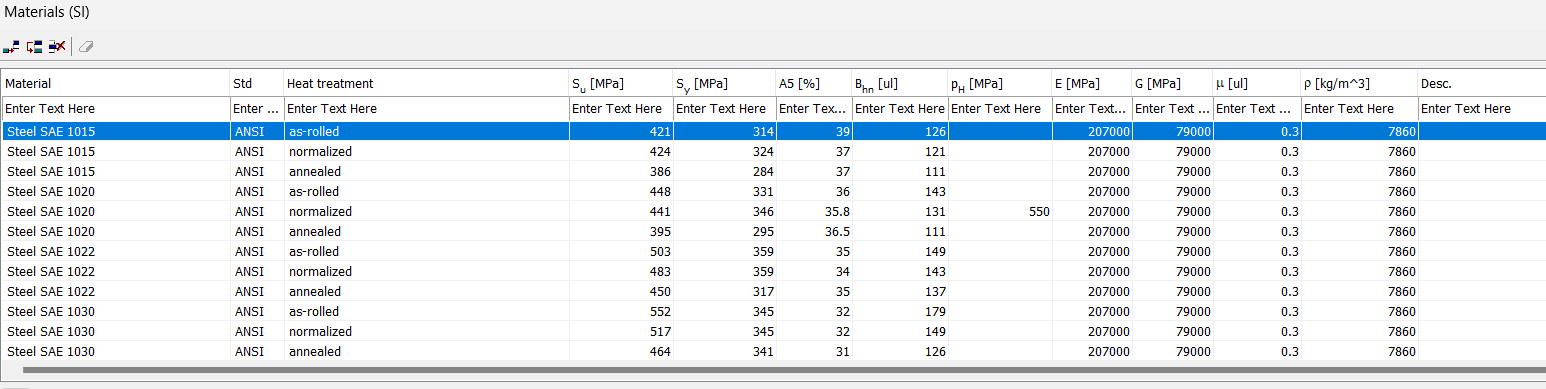 Materials (SI)
Material Std Heat treatment Su [MPa] Sy [MPa] A5 [%] Bhn [ul] pH [MPa] E [MPa] G [MPa] μ [ul] ρ [kg/m^3] Desc.
Enter Text Here Enter ... Enter Text Here Enter Text Here Enter Text Here Enter Tex... Enter Text Here Enter Text Here Enter Text... Enter Text ... Enter Text ... Enter Text Here Enter Text Here
Steel SAE 1015 ANSI as-rolled 421 314 39 126 207000 79000 0.3 7860
Steel SAE 1015 ANSI normalized 424 324 37 121 207000 79000 0.3 7860
Steel SAE 1015 ANSI annealed 386 284 37 111 207000 79000 0.3 7860
Steel SAE 1020 ANSI as-rolled 448 331 36 143 207000 79000 0.3 7860
Steel SAE 1020 ANSI normalized 441 346 35.8 131 550 207000 79000 0.3 7860
Steel SAE 1020 ANSI annealed 395 295 36.5 111 207000 79000 0.3 7860
Steel SAE 1022 ANSI as-rolled 503 359 35 149 207000 79000 0.3 7860
Steel SAE 1022 ANSI normalized 483 359 34 143 207000 79000 0.3 7860
Steel SAE 1022 ANSI annealed 450 317 35 137 207000 79000 0.3 7860
Steel SAE 1030 ANSI as-rolled 552 345 32 179 207000 79000 0.3 7860
Steel SAE 1030 ANSI normalized 517 345 32 149 207000 79000 0.3 7860
Steel SAE 1030 ANSI annealed 464 341 31 126 207000 79000 0.3 7860